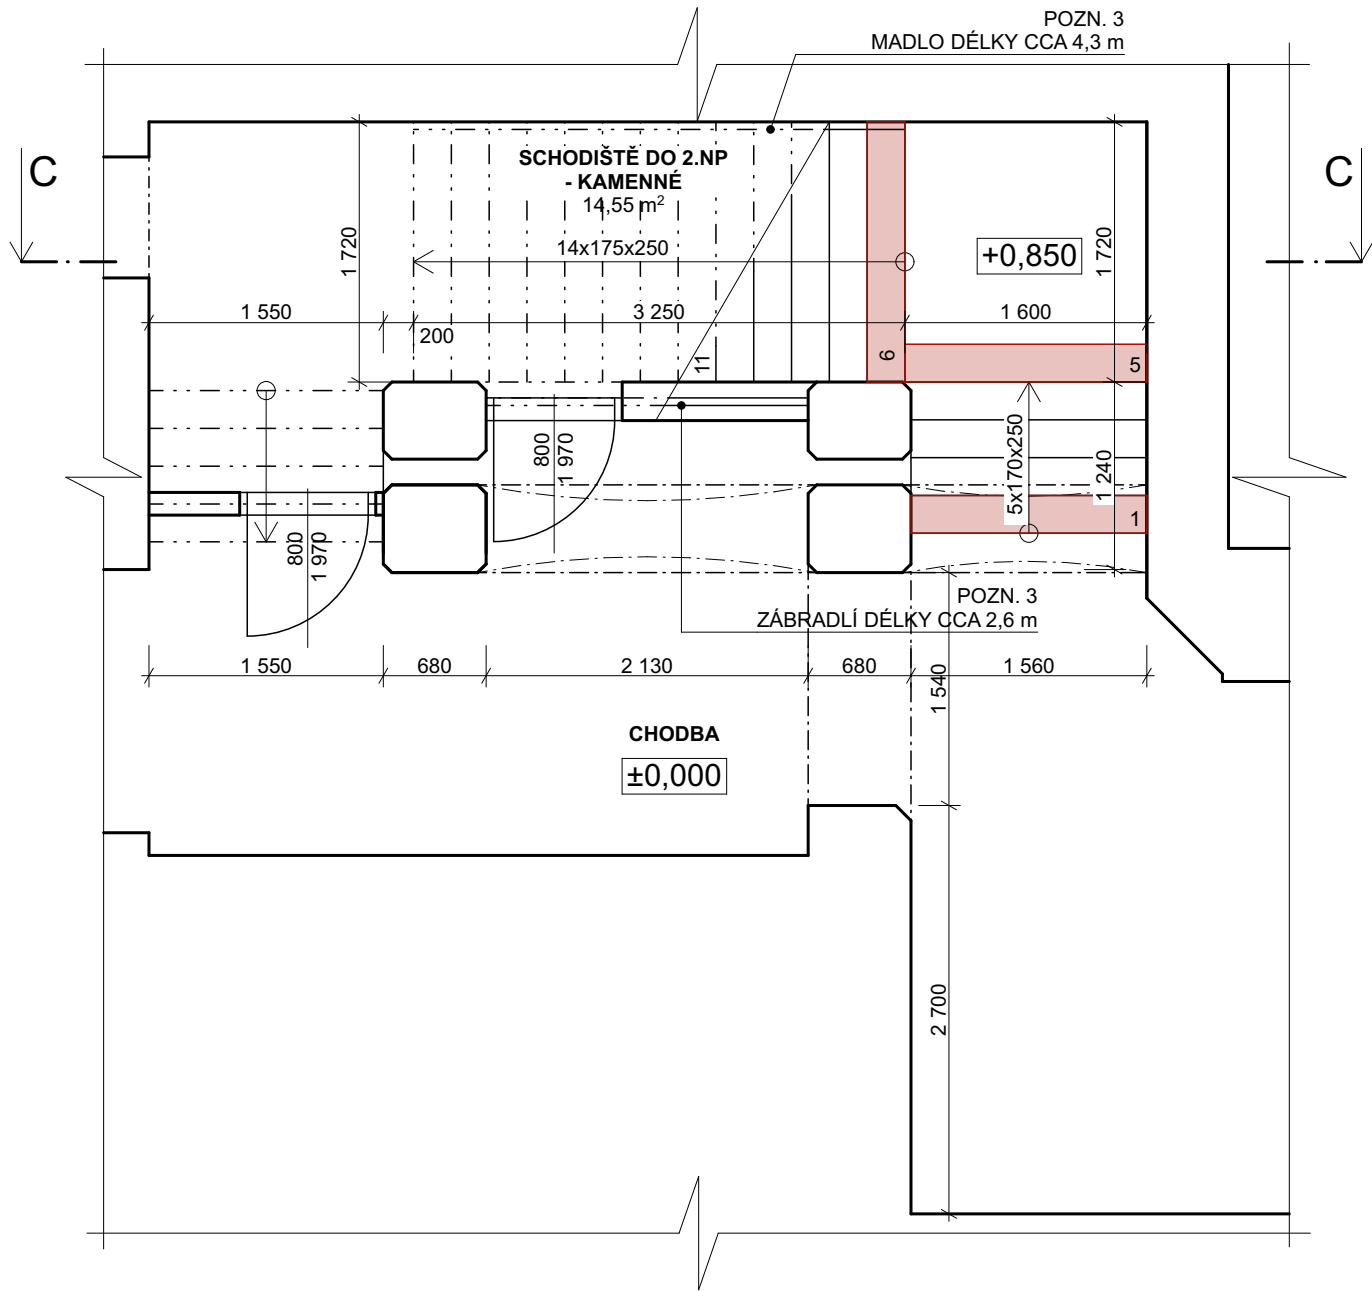 POZN. 3
MADLO DÉLKY CCA 4,3 m
C
C
SCHODIŠTĚ DO 2.NP
- KAMENNÉ
14,55 m²
14x175x250
+0,850
1 720
1 720
1 550
200
3 250
1 600
11
6
5
800
1 970
5x170x250
1 240
1
800
1 970
POZN. 3
ZÁBRADLÍ DÉLKY CCA 2,6 m
1 550
680
2 130
680
1 560
1 540
CHODBA
±0,000
2 700